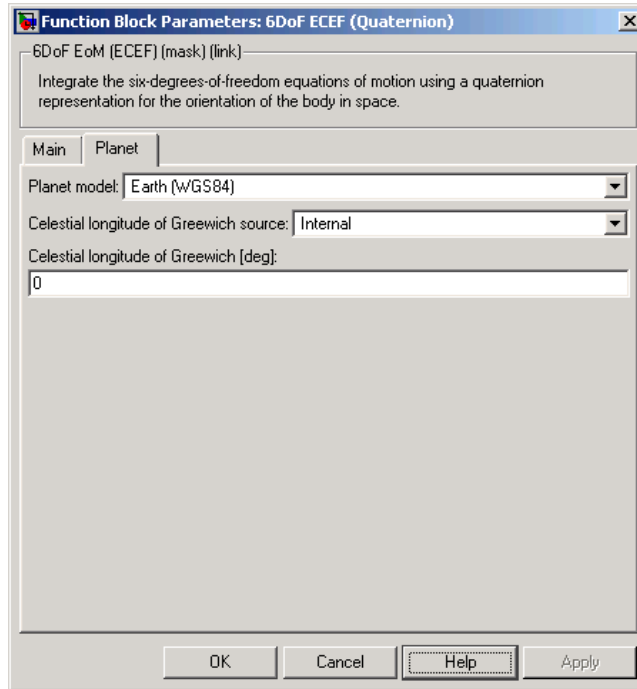 Function Block Parameters: 6DoF ECEF (Quaternion)
6DoF EoM (ECEF) (mask) (link)
Integrate the six-degrees-of-freedom equations of motion using a quaternion
representation for the orientation of the body in space.
Main Planet
Planet model: Earth (WGS84)
Celestial longitude of Greewich source: Internal
Celestial longitude of Greewich [deg]:
0
OK Cancel Help Apply